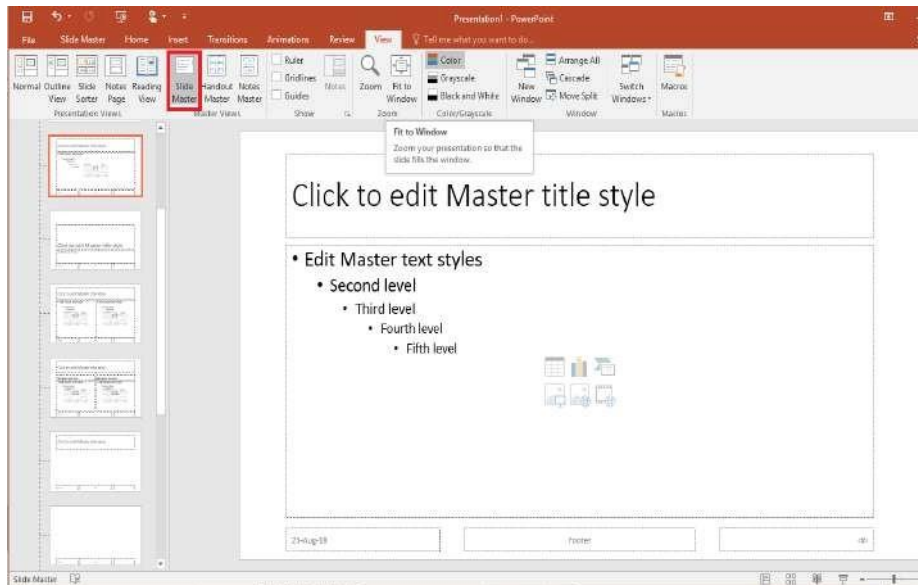 Presentation1 - PowerPoint
File Slide Master Home Insert Transitions Animations Review View Tell me what you want to do...
Normal Outline View Slide Sorter Notes Page Reading View
Presentation Views
Slide Master Handout Master Notes Master
Master Views
Ruler
Gridlines
Guides
Notes
Show
Zoom Fit to Window
Zoom
Color
Grayscale
Black and White
Color/Grayscale
New Window
Arrange All
Cascade
Move Split
Switch Windows
Window
Macros
Macros
Fit to Window
Zoom your presentation so that the
slide fills the window.
Click to edit Master title style
• Edit Master text styles
• Second level
• Third level
• Fourth level
• Fifth level
21-Aug-18 Footer
Slide Master